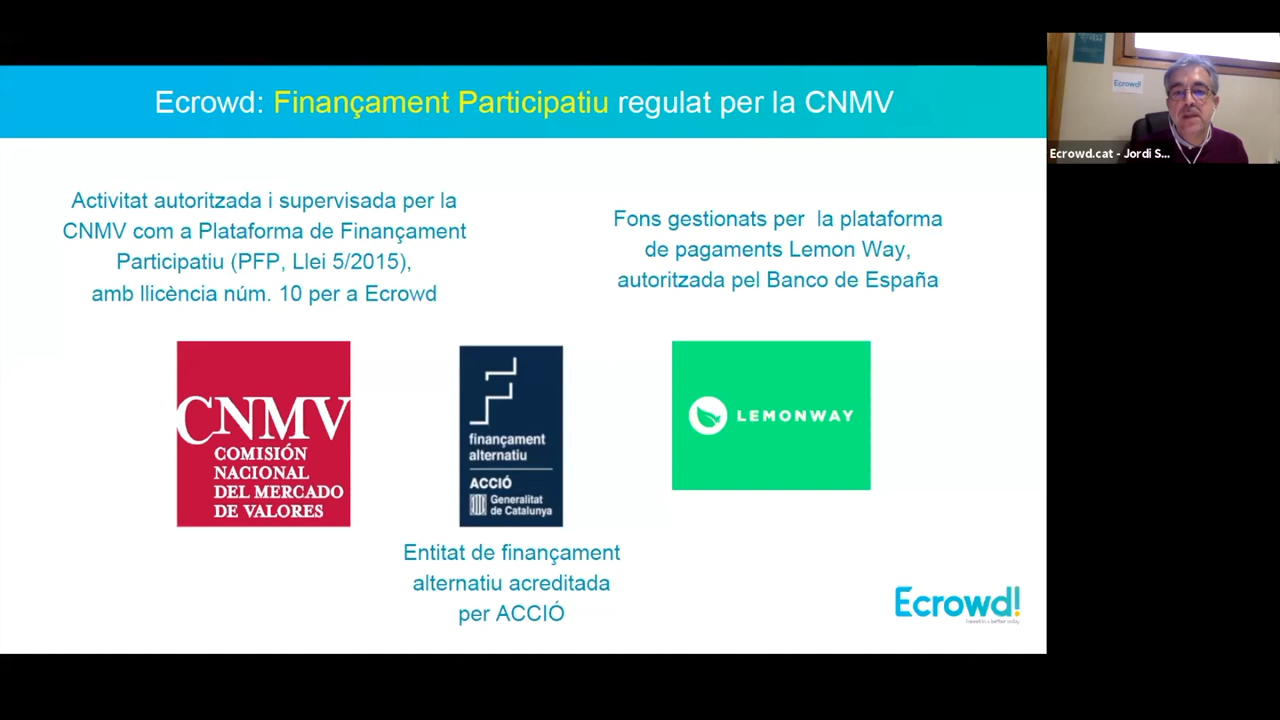 Ecrowd: Finançament Participatiu regulat per la CNMV
Activitat autoritzada i supervisada per la
CNMV com a Plataforma de Finançament
Participatiu (PFP, Llei 5/2015),
amb llicència núm. 10 per a Ecrowd
Fons gestionats per la plataforma
de pagaments Lemon Way,
autoritzada pel Banco de España
CNMV
COMISIÓN
NACIONAL
DEL MERCADO
DE VALORES
finançament
alternatiu
ACCIÓ
Generalitat
de Catalunya
LEMONWAY
Entitat de finançament
alternatiu acreditada
per ACCIÓ
Ecrowd!
Ecrowd!
Ecrowd.cat - Jordi S...